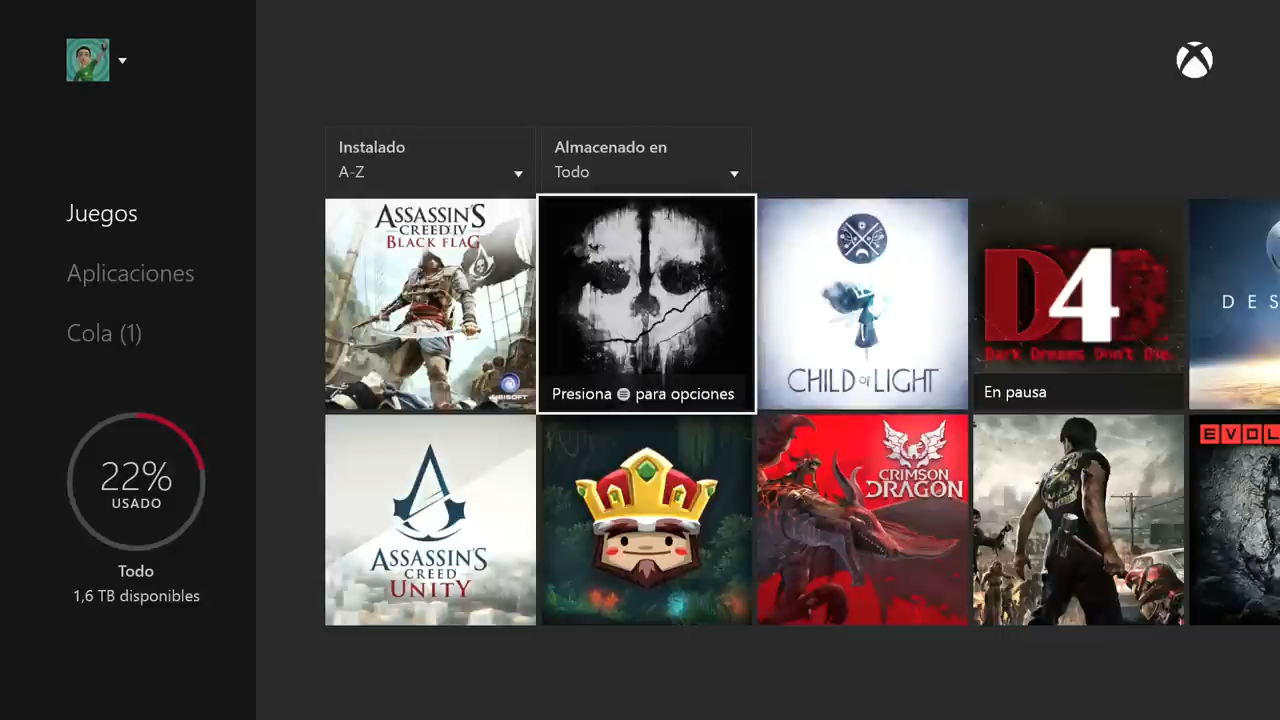 Juegos
Aplicaciones
Cola (1)
22%
USADO
Todo
1,6 TB disponibles
Instalado
A-Z
Almacenado en
Todo
ASSASSIN'S
CREED IV
BLACK FLAG
UBISOFT
Presiona para opciones
CHILD OF LIGHT
D4
Dark Dreams Don't Die.
En pausa
DES
ASSASSIN'S
CREED
UNITY
CRIMSON
DRAGON
EVOL